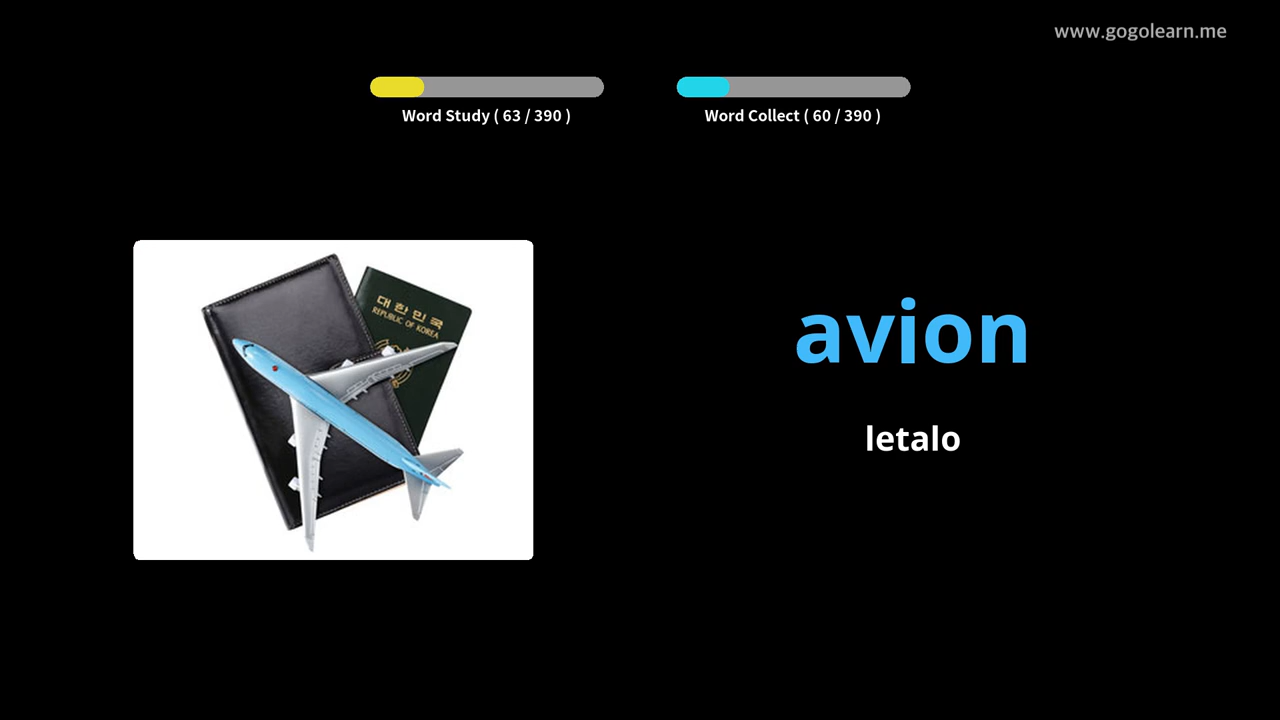 www.gogolearn.me
Word Study ( 63 / 390 )
Word Collect ( 60 / 390 )
대한민국
REPUBLIC OF KOREA
avion
letalo